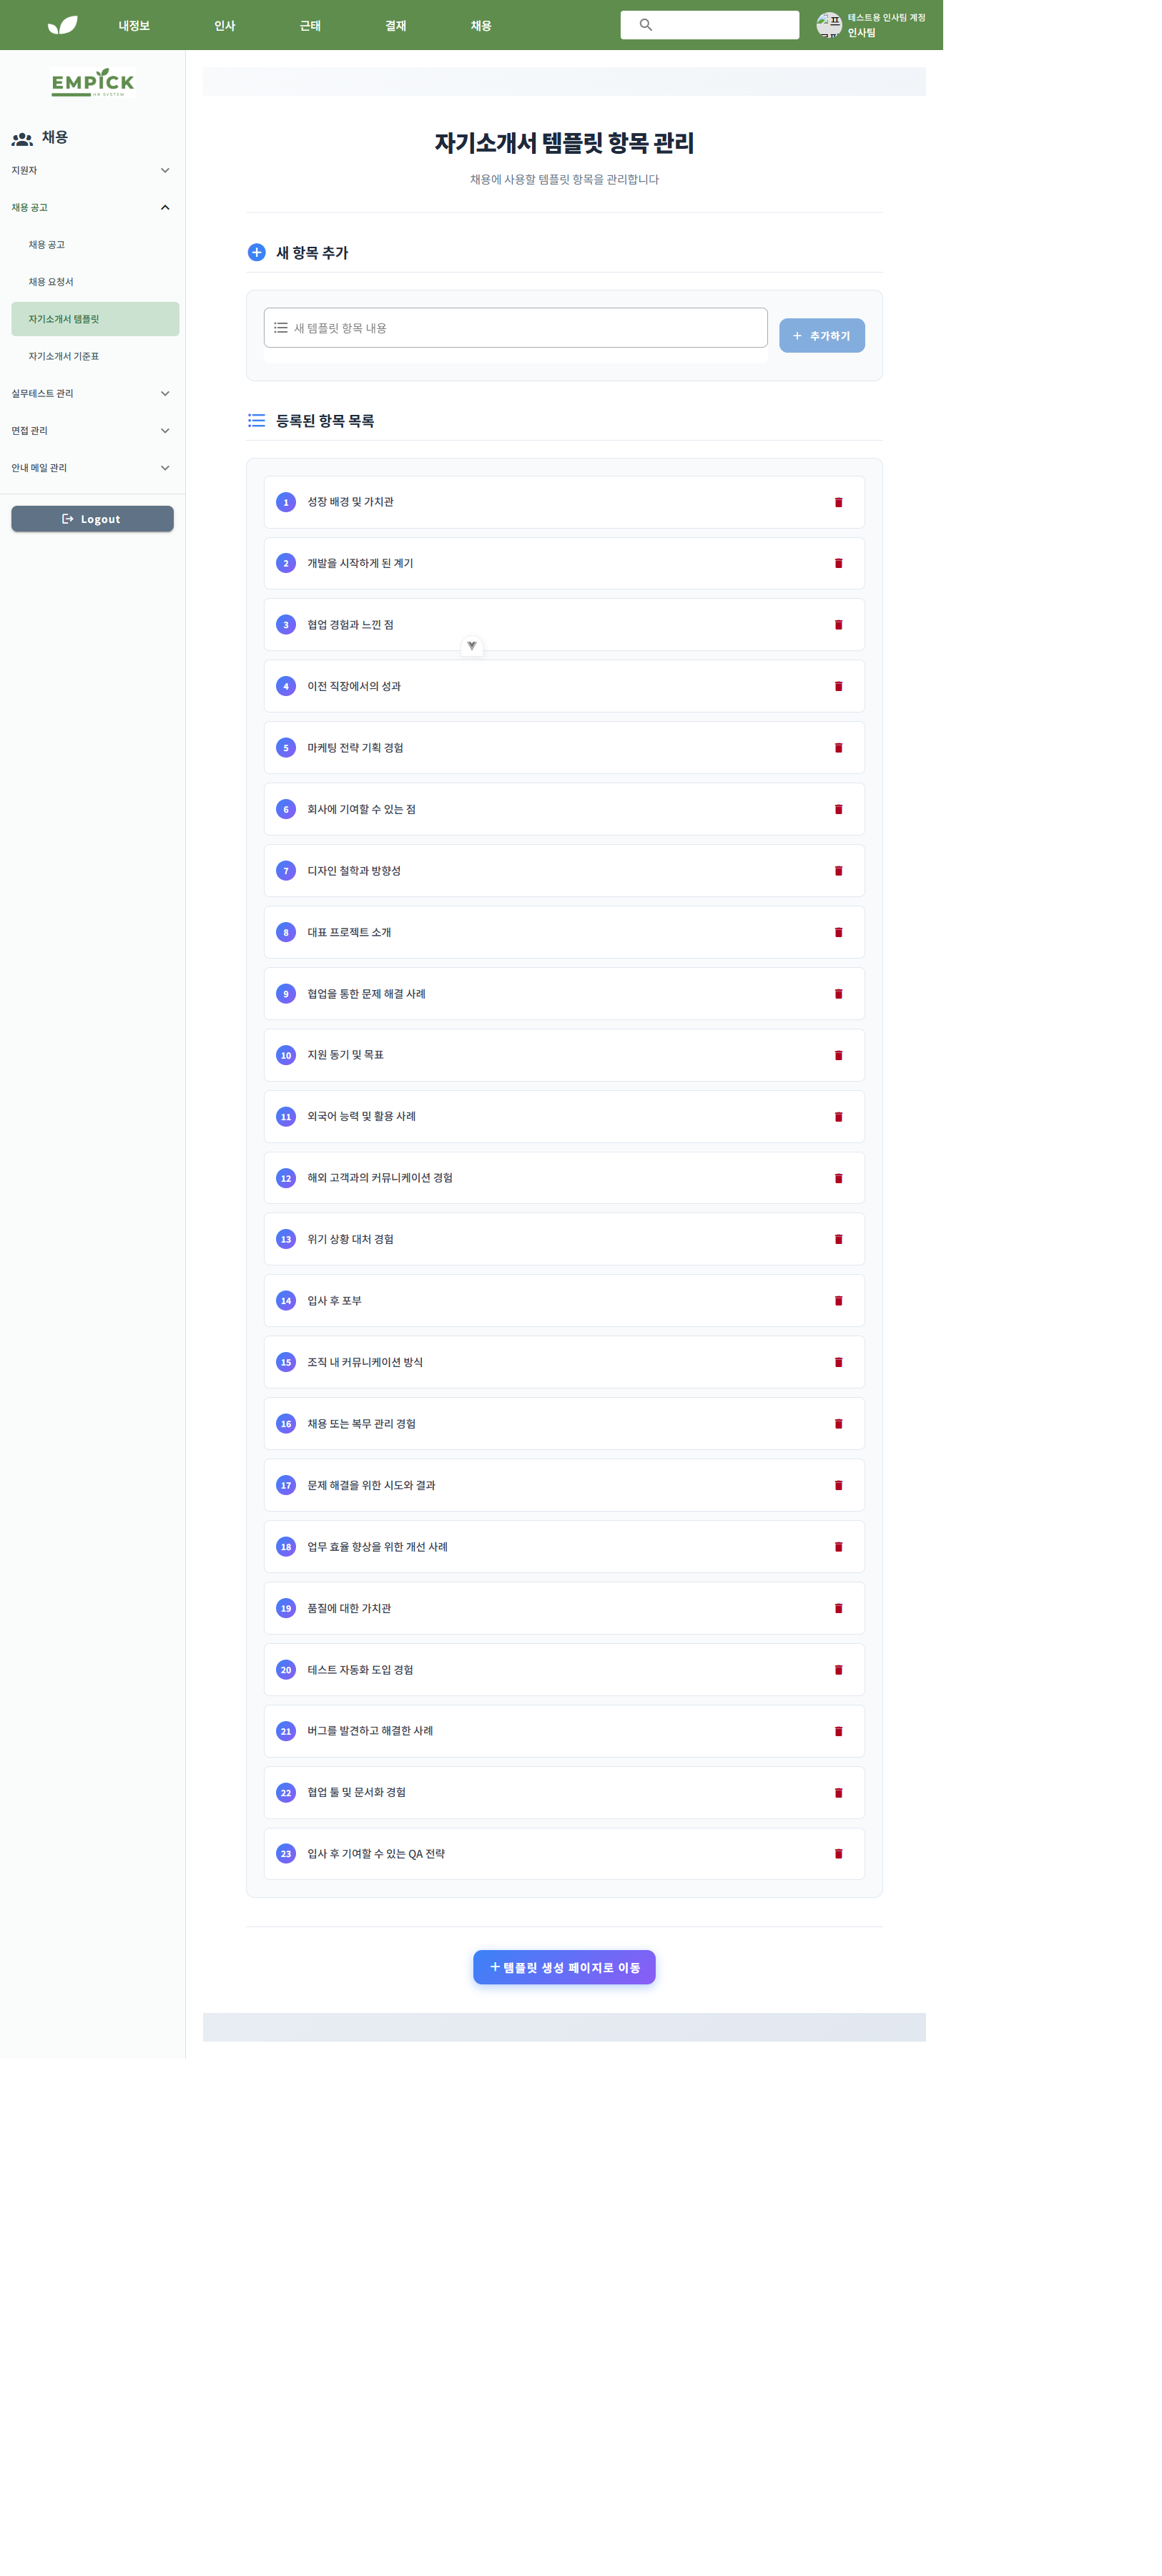 내정보 인사 근태 결재 채용
테스트용 인사팀 계정
인사팀
EMPICK
HR SYSTEM
채용
지원자
채용 공고
채용 공고
채용 요청서
자기소개서 템플릿
자기소개서 기준표
실무테스트 관리
면접 관리
안내 메일 관리
Logout
자기소개서 템플릿 항목 관리
채용에 사용할 템플릿 항목을 관리합니다
새 항목 추가
새 템플릿 항목 내용
추가하기
등록된 항목 목록
1 성장 배경 및 가치관
2 개발을 시작하게 된 계기
3 협업 경험과 느낀 점
4 이전 직장에서의 성과
5 마케팅 전략 기획 경험
6 회사에 기여할 수 있는 점
7 디자인 철학과 방향성
8 대표 프로젝트 소개
9 협업을 통한 문제 해결 사례
10 지원 동기 및 목표
11 외국어 능력 및 활용 사례
12 해외 고객과의 커뮤니케이션 경험
13 위기 상황 대처 경험
14 입사 후 포부
15 조직 내 커뮤니케이션 방식
16 채용 또는 복무 관리 경험
17 문제 해결을 위한 시도와 결과
18 업무 효율 향상을 위한 개선 사례
19 품질에 대한 가치관
20 테스트 자동화 도입 경험
21 버그를 발견하고 해결한 사례
22 협업 툴 및 문서화 경험
23 입사 후 기여할 수 있는 QA 전략
템플릿 생성 페이지로 이동